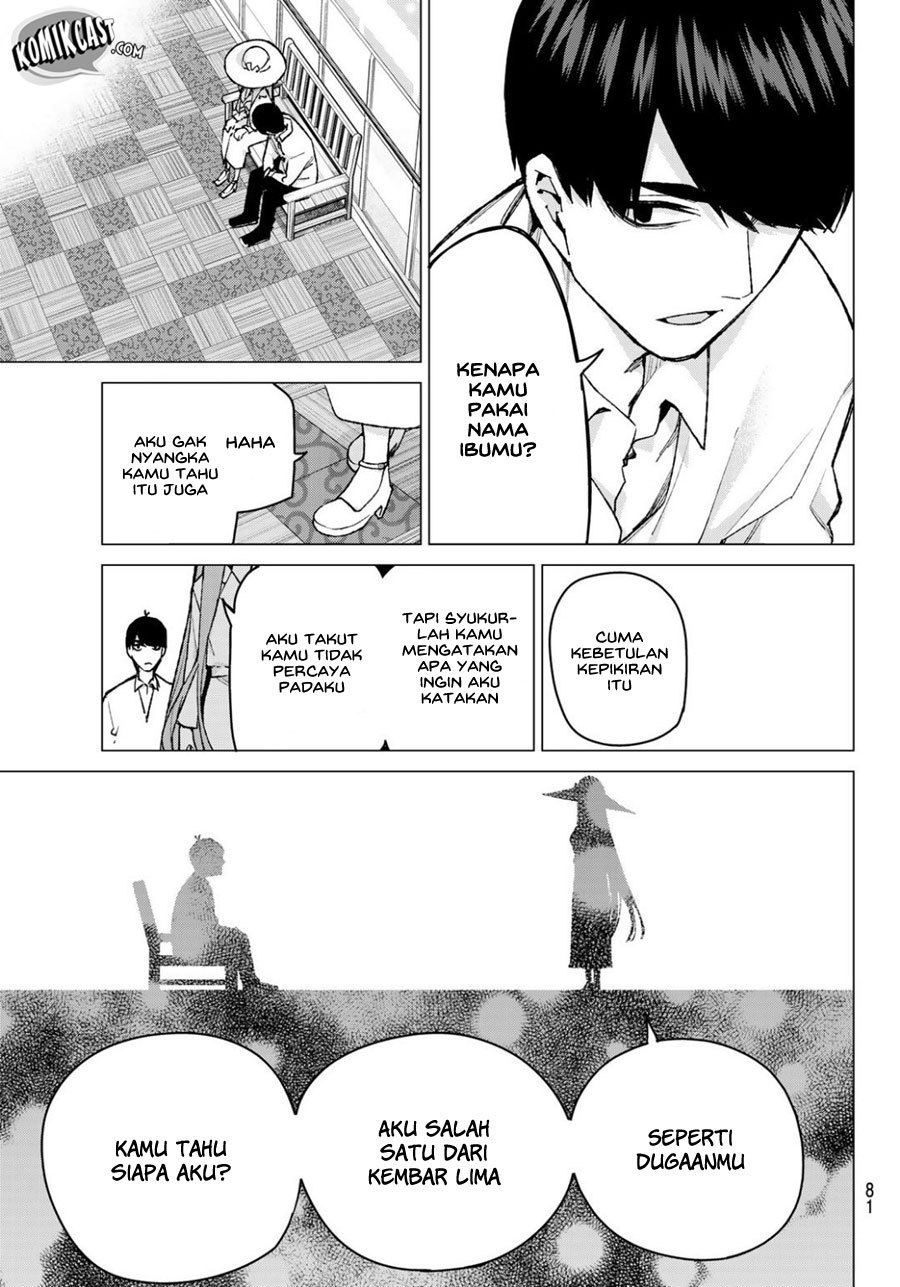 KOMIKCAST
.COM
KENAPA
KAMU
PAKAI
NAMA
IBUMU?
HAHA
AKU GAK
NYANGKA
KAMU TAHU
ITU JUGA
CUMA
KEBETULAN
KEPIKIRAN
ITU
TAPI SYUKUR-
LAH KAMU
MENGATAKAN
APA YANG
INGIN AKU
KATAKAN
AKU TAKUT
KAMU TIDAK
PERCAYA
PADAKU
SEPERTI
DUGAANMU
AKU SALAH
SATU DARI
KEMBAR LIMA
KAMU TAHU
SIAPA AKU?
81